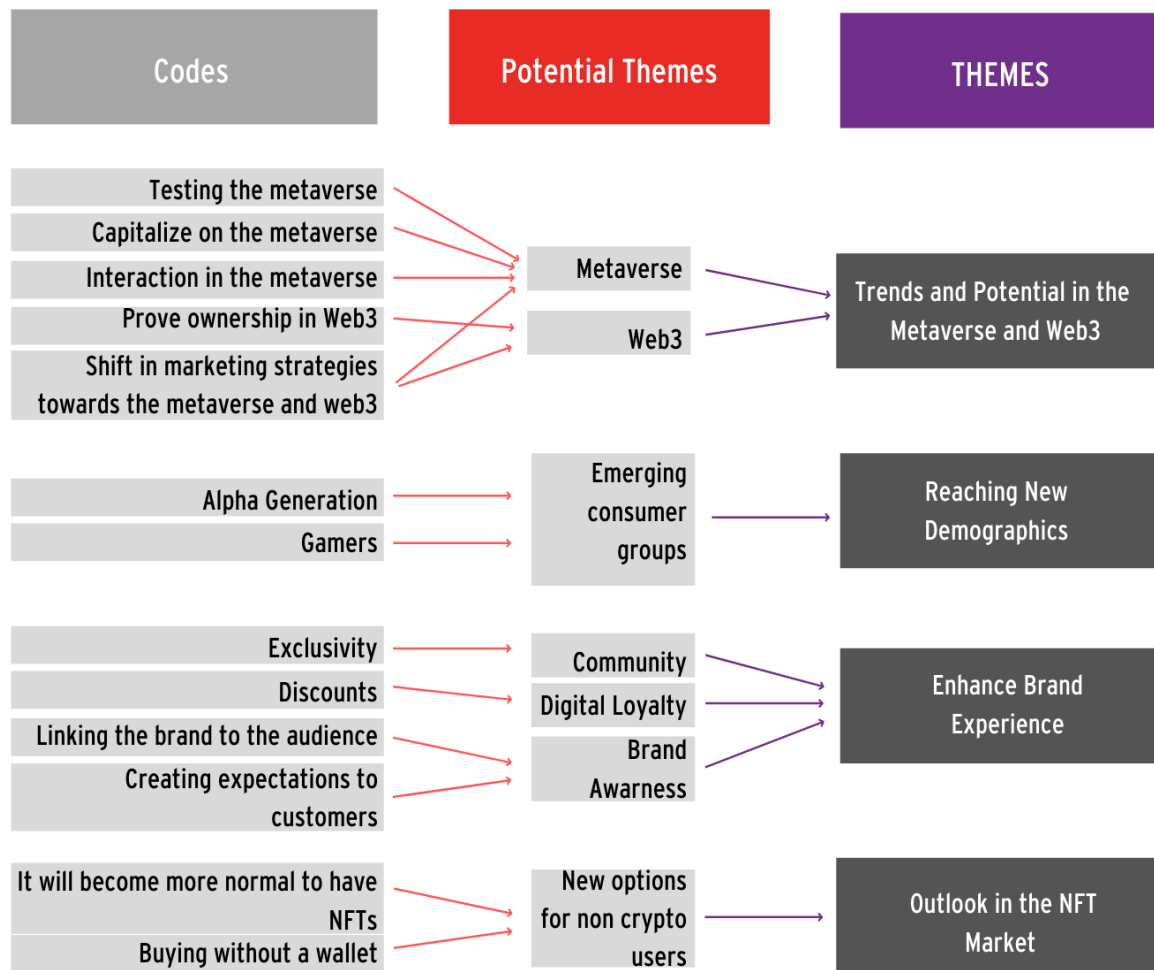 Codes
Potential Themes
THEMES
Testing the metaverse
Capitalize on the metaverse
Interaction in the metaverse
Prove ownership in Web3
Shift in marketing strategies
towards the metaverse and web3
Metaverse
Web3
Trends and Potential in the
Metaverse and Web3
Alpha Generation
Gamers
Emerging
consumer
groups
Reaching New
Demographics
Exclusivity
Discounts
Linking the brand to the audience
Creating expectations to
customers
Community
Digital Loyalty
Brand
Awarness
Enhance Brand
Experience
It will become more normal to have
NFTs
Buying without a wallet
New options
for non crypto
users
Outlook in the NFT
Market